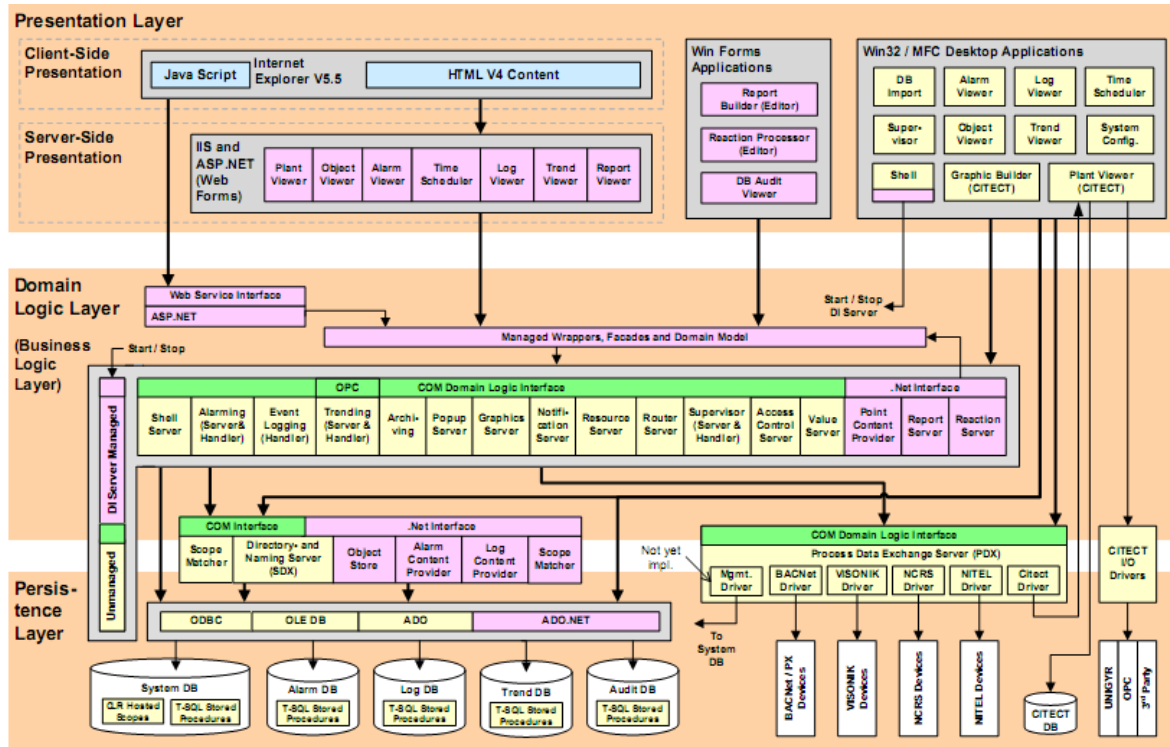 Presentation Layer
Client-Side
Presentation
Java Script
Internet
Explorer V5.5
HTML V4 Content
Server-Side
Presentation
IIS and
ASP.NET
(Web
Forms)
Plant
Viewer
Object
Viewer
Alarm
Viewer
Time
Scheduler
Log
Viewer
Trend
Viewer
Report
Viewer
Win Forms
Applications
Report
Builder (Editor)
Reaction Processor
(Editor)
DB Audit
Viewer
Win32 / MFC Desktop Applications
DB
Import
Alarm
Viewer
Log
Viewer
Time
Scheduler
Super-
visor
Object
Viewer
Trend
Viewer
System
Config.
Shell
Graphic Builder
(CITECT)
Plant Viewer
(CITECT)
Domain
Logic Layer
(Business
Logic
Layer)
Web Service Interface
ASP.NET
Start / Stop
DI Server
Managed Wrappers, Facades and Domain Model
Start / Stop
DI Server Managed
Unmanaged
OPC
COM Domain Logic Interface
.Net Interface
Shell
Server
Alarming
(Server&
Handler)
Event
Logging
(Handler)
Trending
(Server &
Handler)
Archi-
ving
Popup
Server
Graphics
Server
Notifi-
cation
Server
Resource
Server
Router
Server
Supervisor
(Server &
Handler)
Access
Control
Server
Value
Server
Point
Content
Provider
Report
Server
Reaction
Server
COM Interface
.Net Interface
Scope
Matcher
Directory- and
Naming Server
(SDX)
Object
Store
Alarm
Content
Provider
Log
Content
Provider
Scope
Matcher
COM Domain Logic Interface
Process Data Exchange Server (PDX)
Not yet
impl.
Mgmt.
Driver
BACNet
Driver
VISONIK
Driver
NCRS
Driver
NITEL
Driver
Citect
Driver
CITECT
I/O
Drivers
Persis-
tence
Layer
ODBC
OLE DB
ADO
ADO.NET
To
System
DB
System DB
CLR Hosted
Scopes
T-SQL Stored
Procedures
Alarm DB
T-SQL Stored
Procedures
Log DB
T-SQL Stored
Procedures
Trend DB
T-SQL Stored
Procedures
Audit DB
T-SQL Stored
Procedures
BACNet / PX
Devices
VISONIK
Devices
NCRS Devices
NITEL Devices
CITECT
DB
UNIGYR
OPC
3rd Party